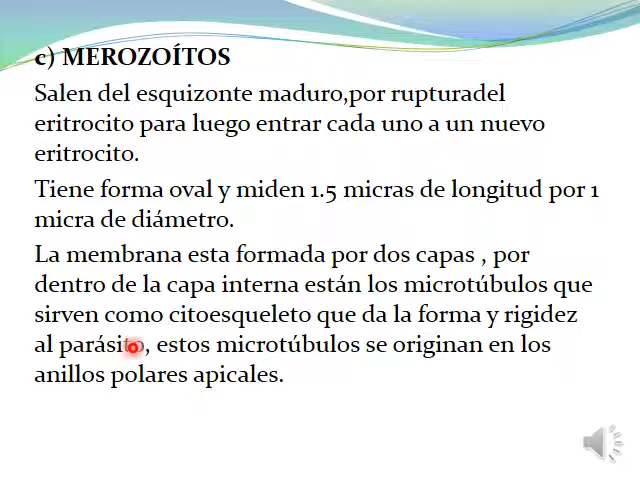 c) MEROZOÍTOS
Salen del esquizonte maduro,por rupturadel
eritrocito para luego entrar cada uno a un nuevo
eritrocito.
Tiene forma oval y miden 1.5 micras de longitud por 1
micra de diámetro.
La membrana esta formada por dos capas , por
dentro de la capa interna están los microtúbulos que
sirven como citoesqueleto que da la forma y rigidez
al parásito, estos microtúbulos se originan en los
anillos polares apicales.